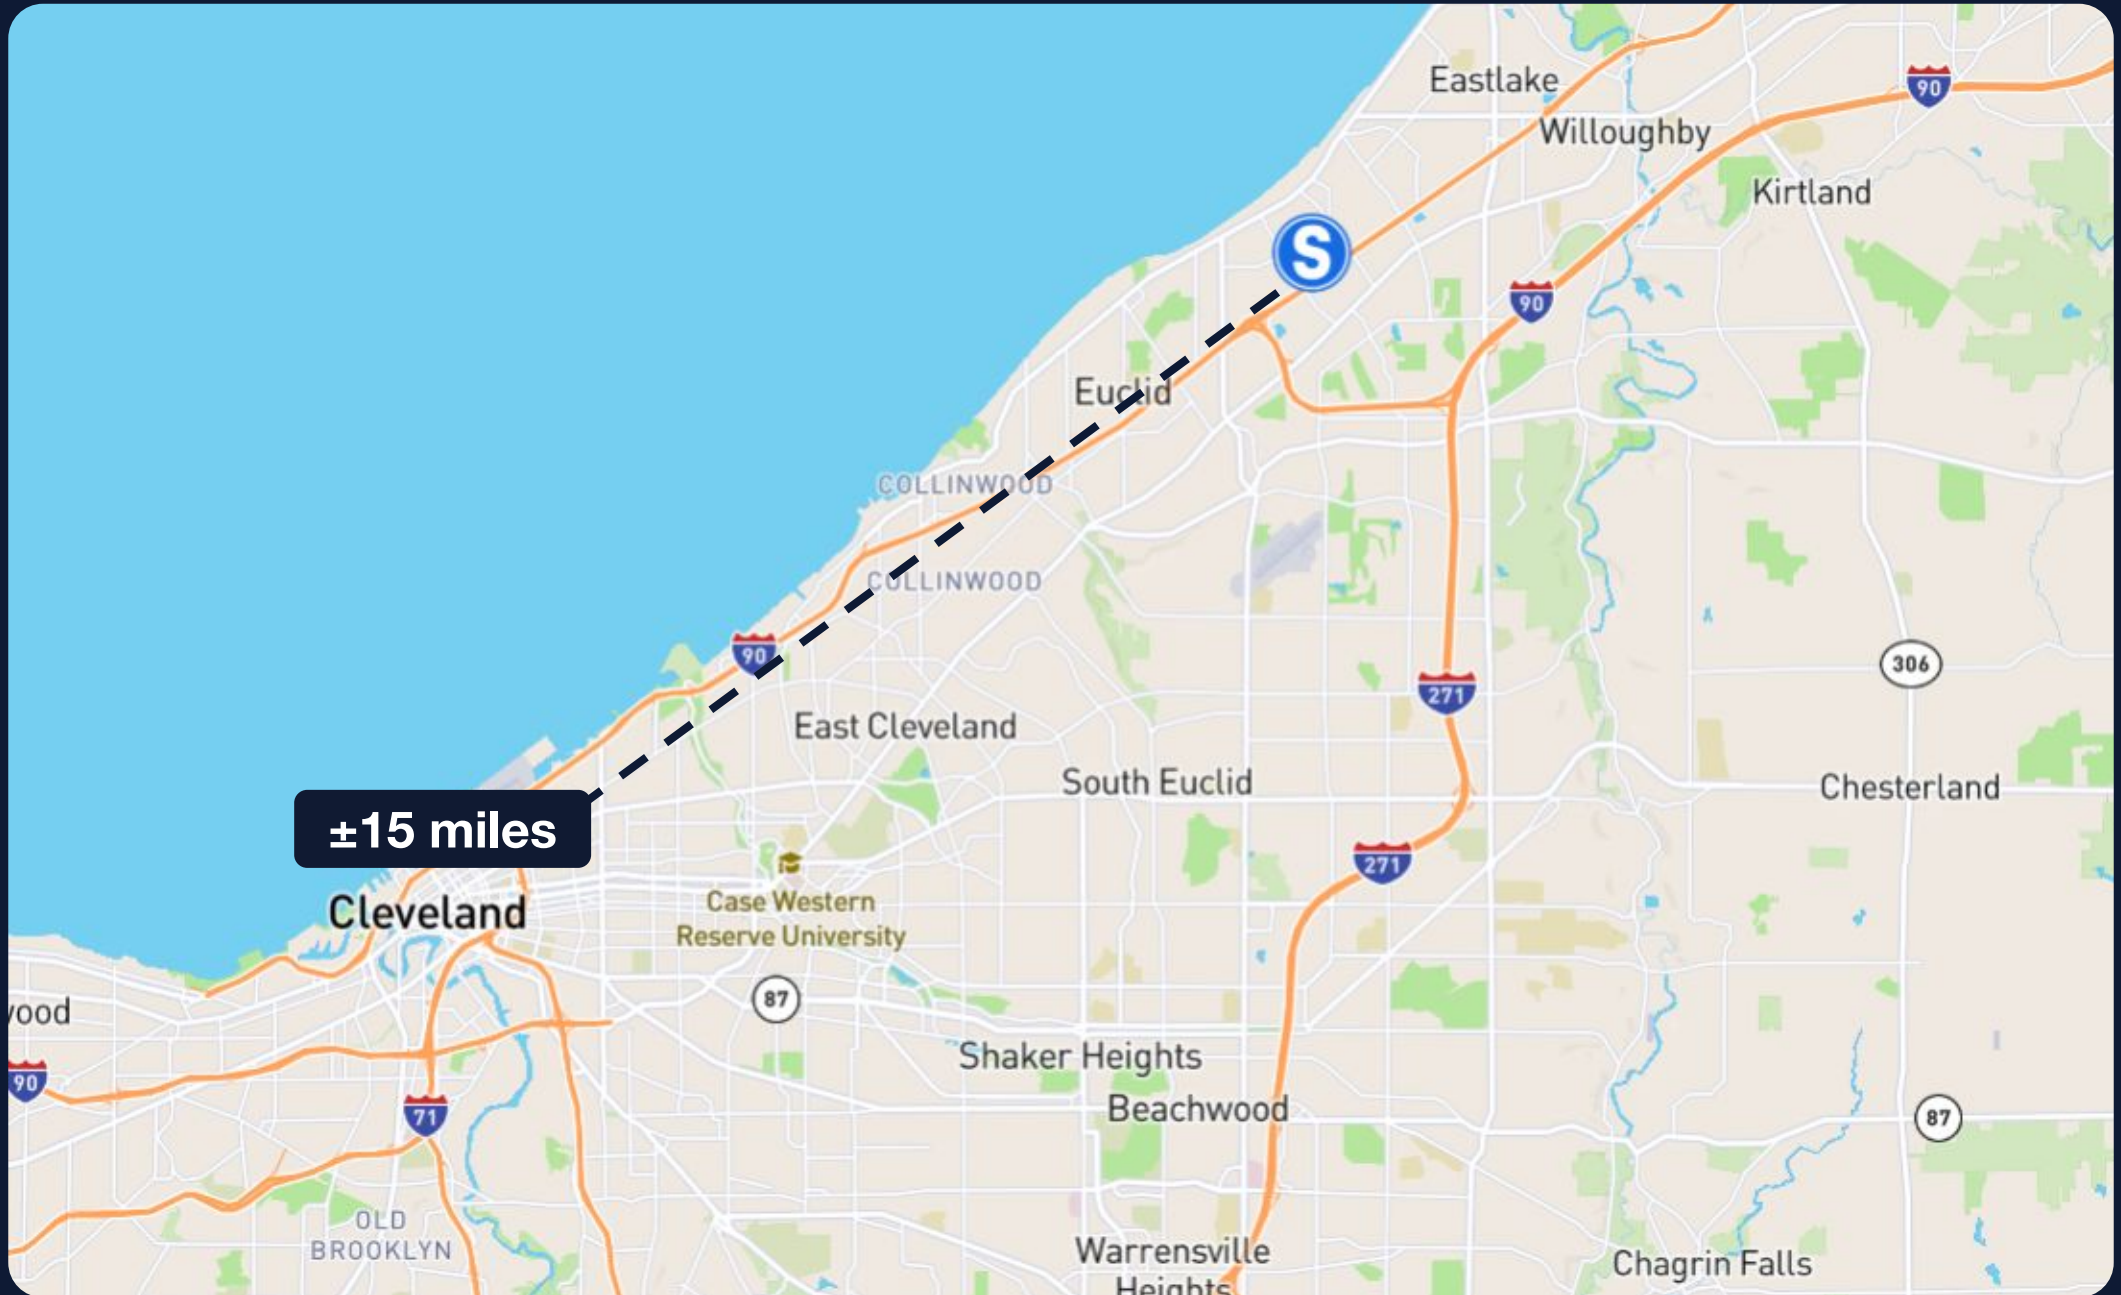 Eastlake
90
Willoughby
Kirtland
S
90
Euclid
COLLINWOOD
COLLINWOOD
90
306
271
East Cleveland
South Euclid
Chesterland
±15 miles
271
Cleveland
Case Western
Reserve University
87
wood
Shaker Heights
90
Beachwood
71
87
OLD
BROOKLYN
Warrensville
Heights
Chagrin Falls